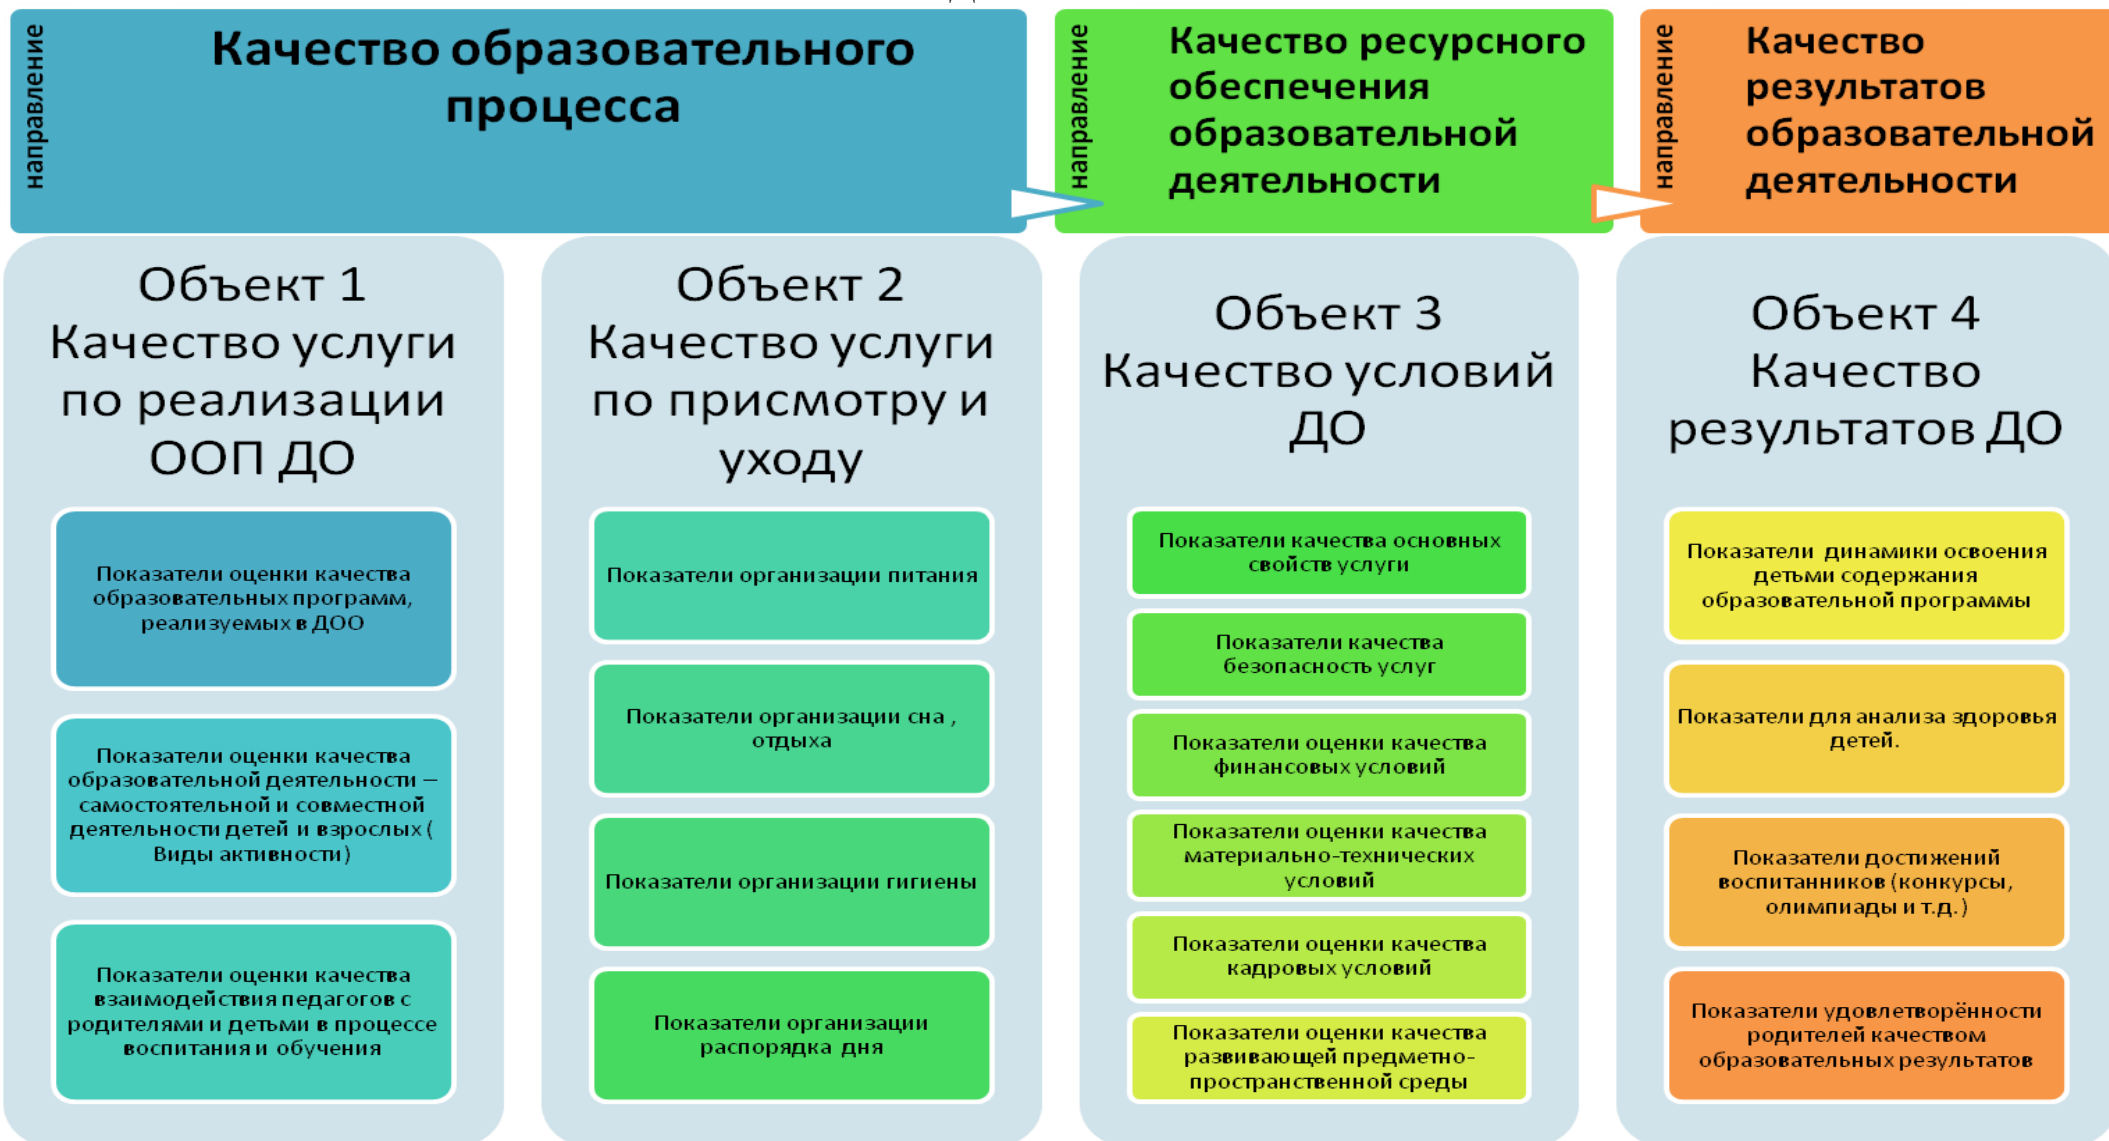 направление
Качество образовательного
процесса
направление
Качество ресурсного
обеспечения
образовательной
деятельности
направление
Качество
результатов
образовательной
деятельности
Объект 1
Качество услуги
по реализации
ООП ДО
Показатели оценки качества
образовательных программ,
реализуемых в ДОО
Показатели оценки качества
образовательной деятельности –
самостоятельной и совместной
деятельности детей и взрослых (
Виды активности)
Показатели оценки качества
взаимодействия педагогов с
родителями и детьми в процессе
воспитания и обучения
Объект 2
Качество услуги
по присмотру и
уходу
Показатели организации питания
Показатели организации сна ,
отдыха
Показатели организации гигиены
Показатели организации
распорядка дня
Объект 3
Качество условий
ДО
Показатели качества основных
свойств услуги
Показатели качества
безопасность услуг
Показатели оценки качества
финансовых условий
Показатели оценки качества
материально-технических
условий
Показатели оценки качества
кадровых условий
Показатели оценки качества
развивающей предметно-
пространственной среды
Объект 4
Качество
результатов ДО
Показатели динамики освоения
детьми содержания
образовательной программы
Показатели для анализа здоровья
детей.
Показатели достижений
воспитанников (конкурсы,
олимпиады и т.д.)
Показатели удовлетворённости
родителей качеством
образовательных результатов